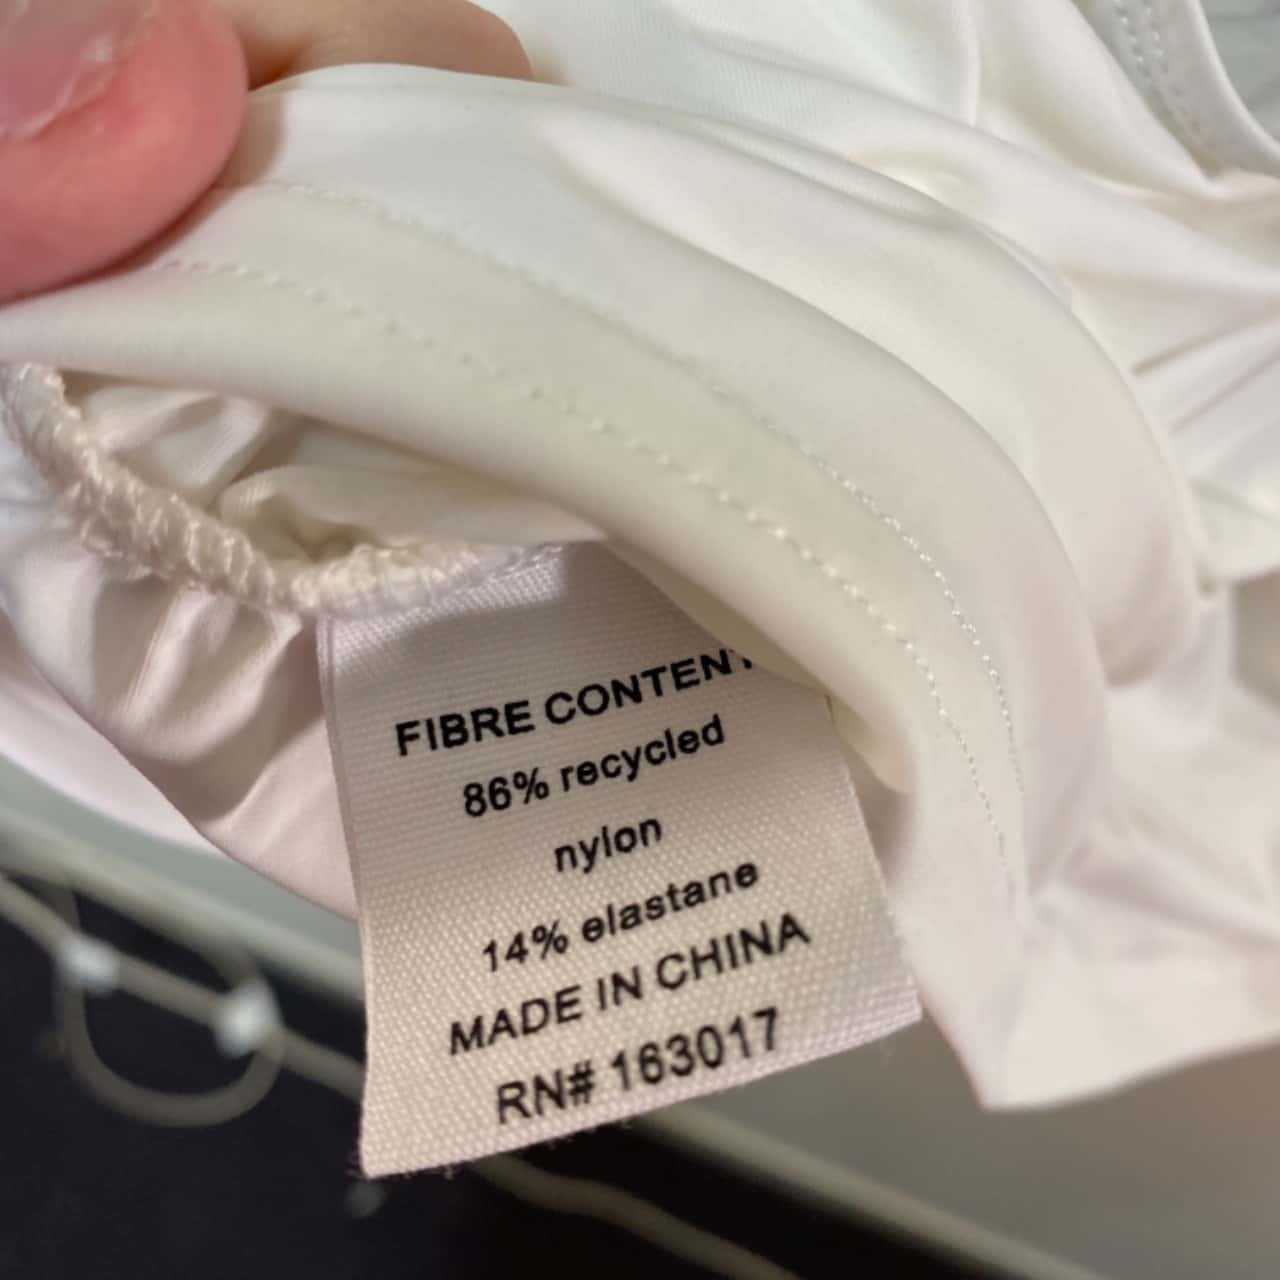 FIBRE CONTENT
86% recycled
nylon
14% elastane
MADE IN CHINA
RN# 163017